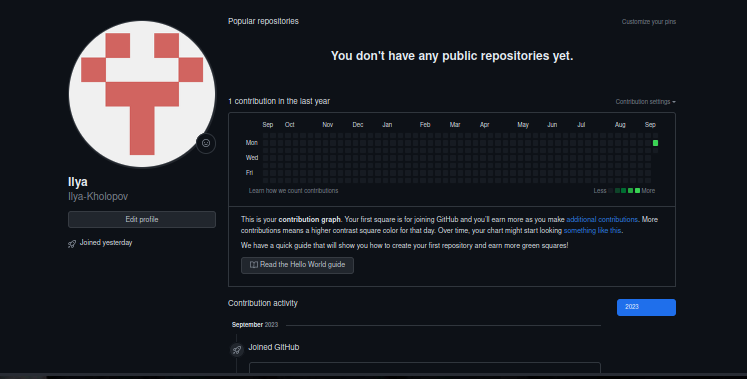 Popular repositories
Customize your pins
You don't have any public repositories yet.
1 contribution in the last year
Contribution settings
Sep Oct Nov Dec Jan Feb Mar Apr May Jun Jul Aug Sep
Mon
Wed
Fri
Learn how we count contributions
Less More
Ilya
Ilya-Kholopov
Edit profile
Joined yesterday
This is your contribution graph. Your first square is for joining GitHub and you'll earn more as you make additional contributions. More
contributions means a higher contrast square color for that day. Over time, your chart might start looking something like this.
We have a quick guide that will show you how to create your first repository and earn more green squares!
Read the Hello World guide
Contribution activity
2023
September 2023
Joined GitHub